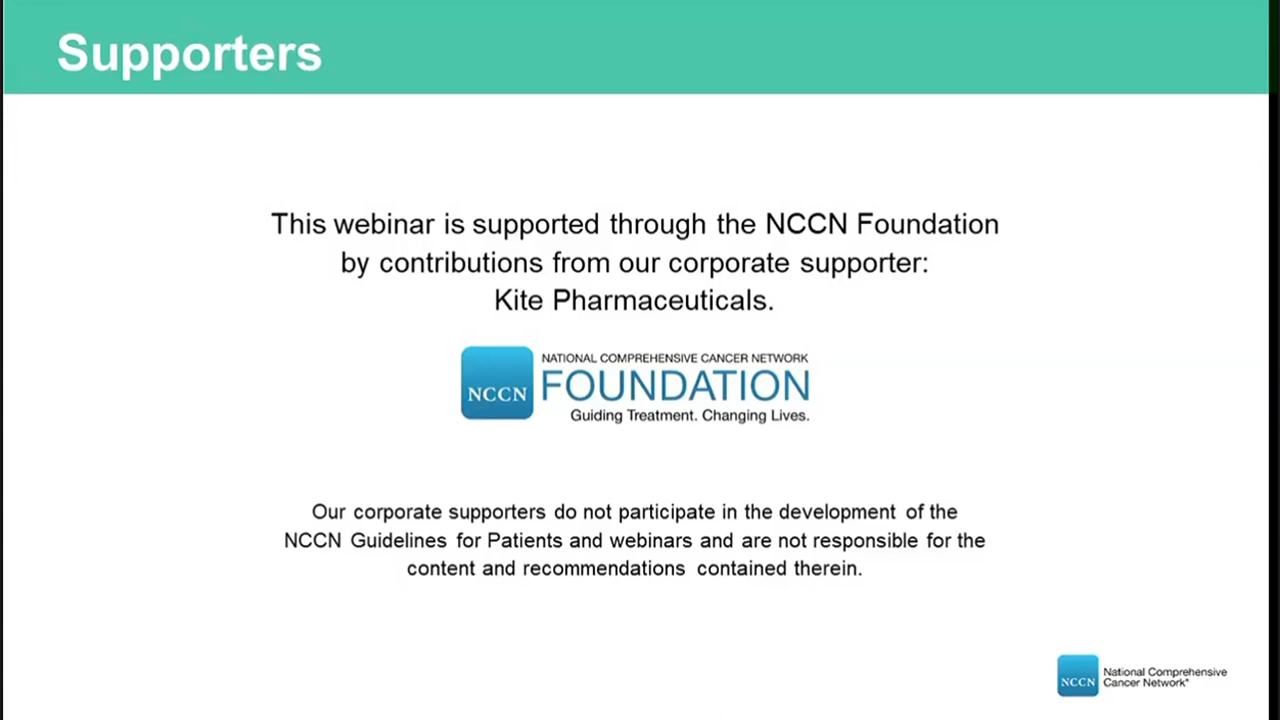 Supporters
This webinar is supported through the NCCN Foundation
by contributions from our corporate supporter:
Kite Pharmaceuticals.
NATIONAL COMPREHENSIVE CANCER NETWORK
NCCN FOUNDATION
Guiding Treatment. Changing Lives.
Our corporate supporters do not participate in the development of the
NCCN Guidelines for Patients and webinars and are not responsible for the
content and recommendations contained therein.
NCCN National Comprehensive
Cancer Network®